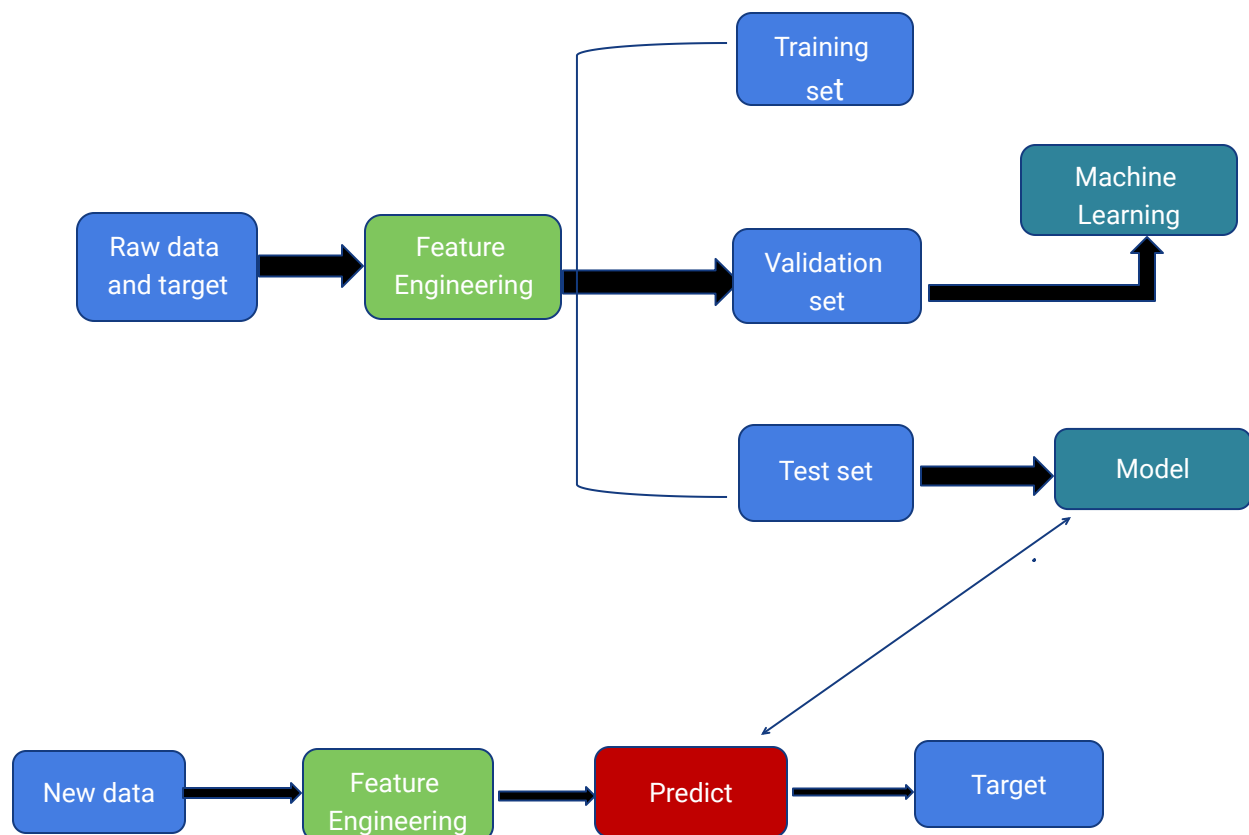 Training
set
Machine
Learning
Raw data
and target
Feature
Engineering
Validation
set
Test set
Model
New data
Feature
Engineering
Predict
Target